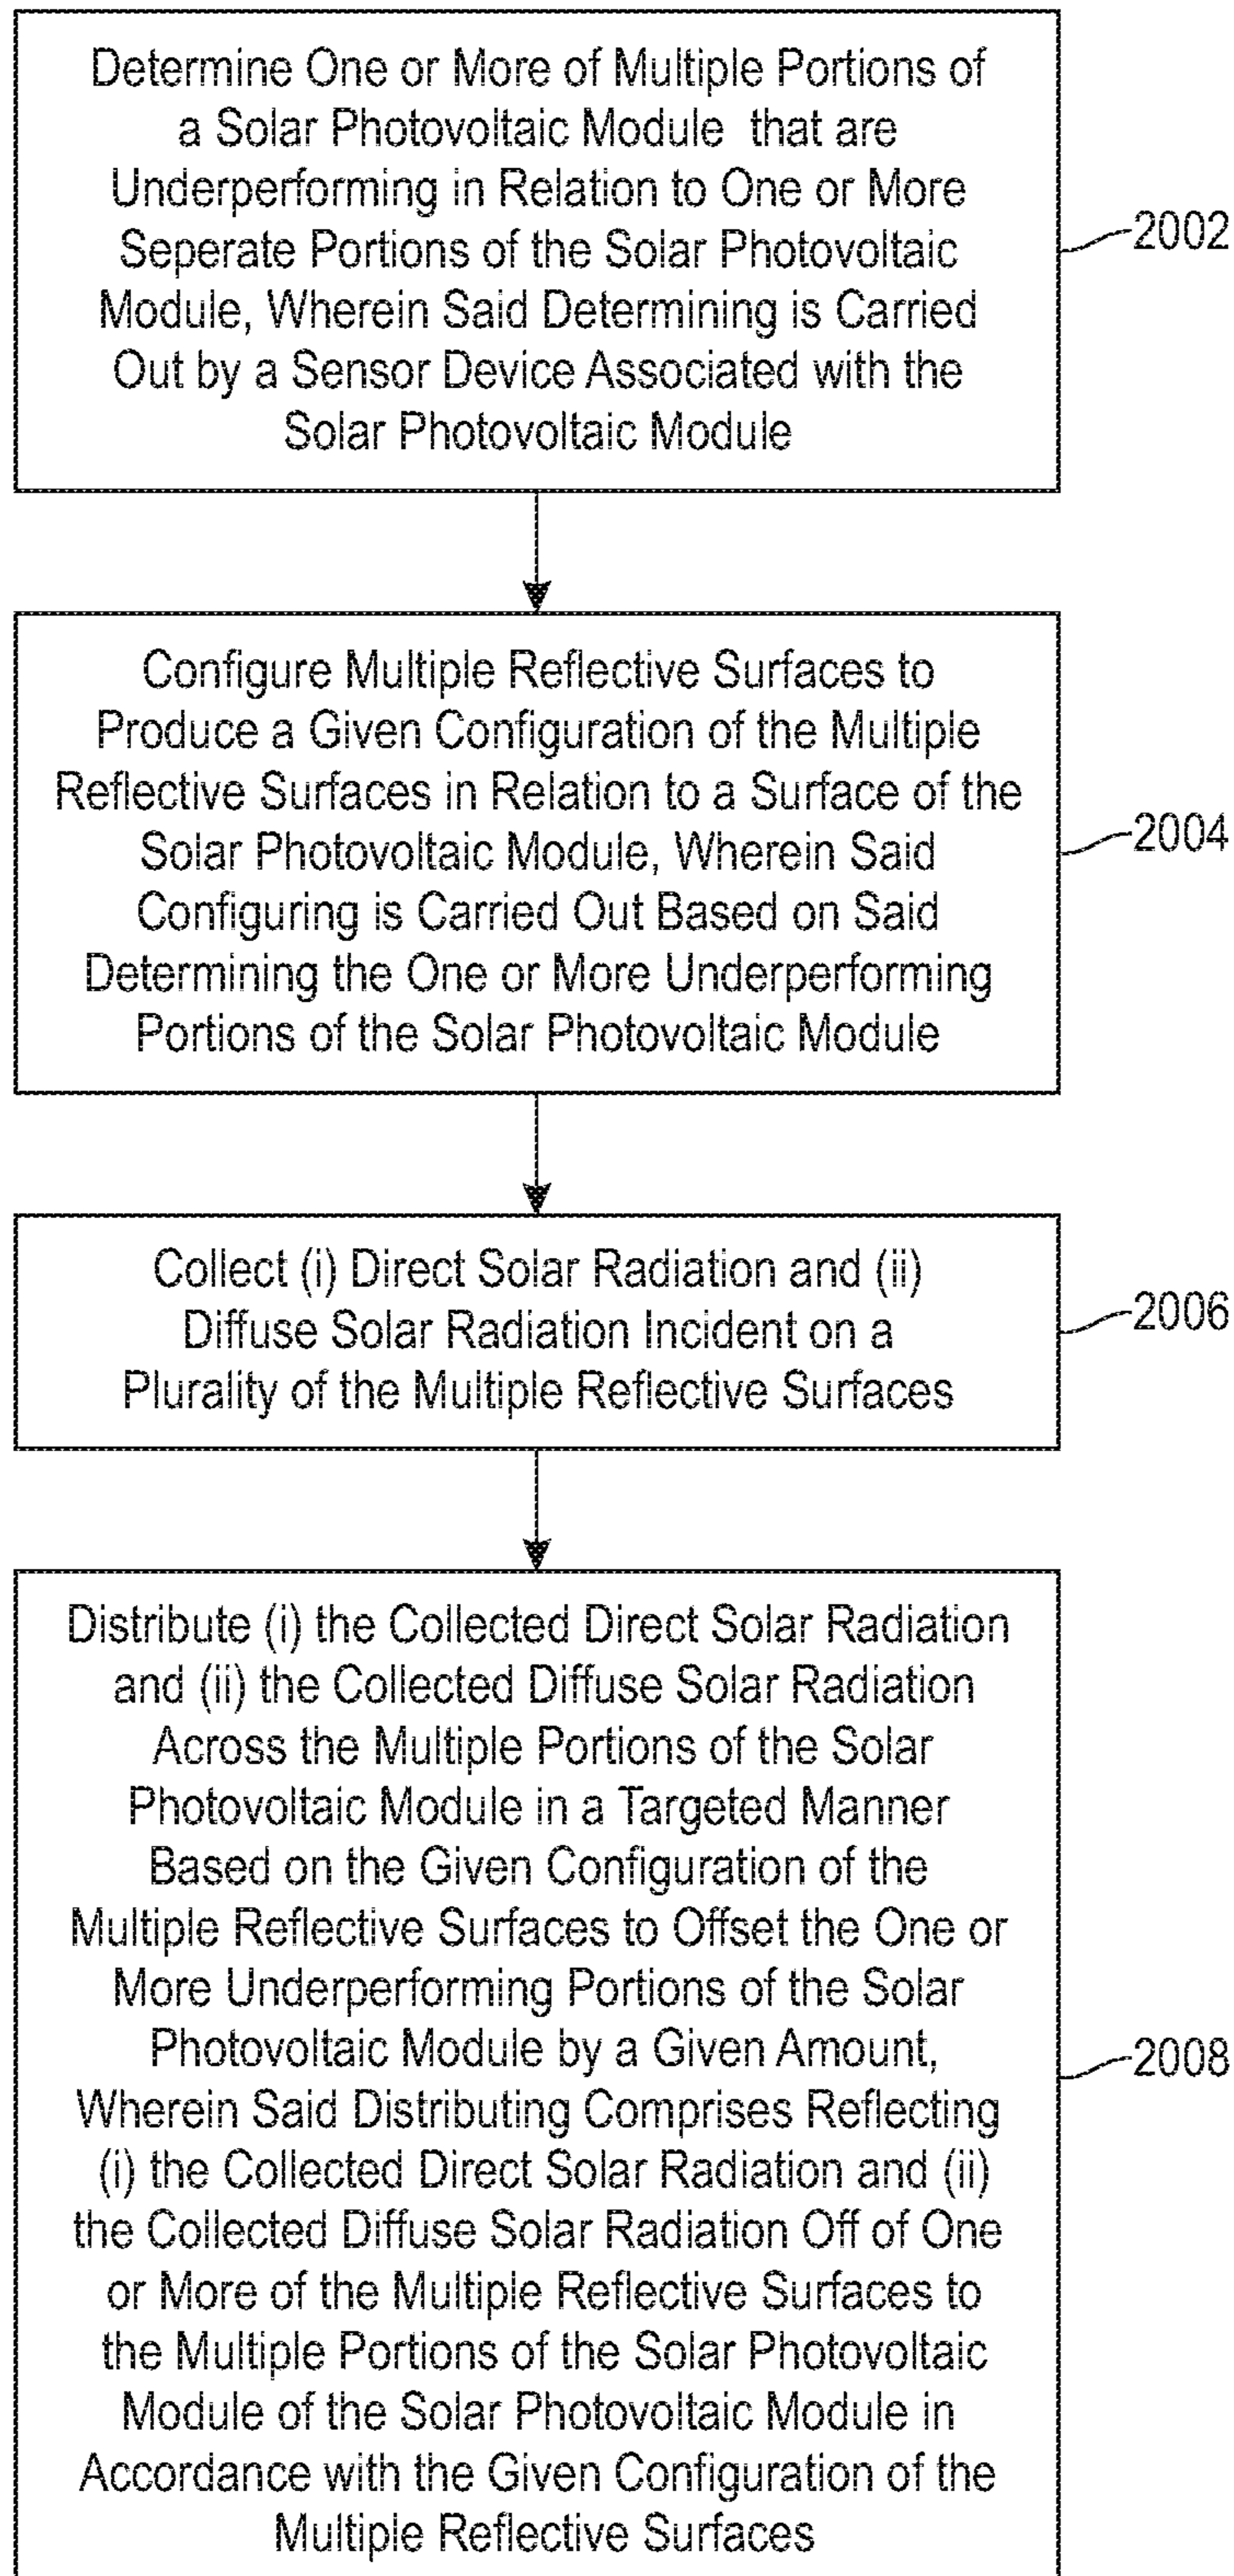 Determine One or More of Multiple Portions of
a Solar Photovoltaic Module that are
Underperforming in Relation to One or More
Seperate Portions of the Solar Photovoltaic
Module, Wherein Said Determining is Carried
Out by a Sensor Device Associated with the
Solar Photovoltaic Module
2002
Configure Multiple Reflective Surfaces to
Produce a Given Configuration of the Multiple
Reflective Surfaces in Relation to a Surface of the
Solar Photovoltaic Module, Wherein Said
Configuring is Carried Out Based on Said
Determining the One or More Underperforming
Portions of the Solar Photovoltaic Module
2004
Collect (i) Direct Solar Radiation and (ii)
Diffuse Solar Radiation Incident on a
Plurality of the Multiple Reflective Surfaces
2006
Distribute (i) the Collected Direct Solar Radiation
and (ii) the Collected Diffuse Solar Radiation
Across the Multiple Portions of the Solar
Photovoltaic Module in a Targeted Manner
Based on the Given Configuration of the
Multiple Reflective Surfaces to Offset the One or
More Underperforming Portions of the Solar
Photovoltaic Module by a Given Amount,
Wherein Said Distributing Comprises Reflecting
(i) the Collected Direct Solar Radiation and (ii)
the Collected Diffuse Solar Radiation Off of One
or More of the Multiple Reflective Surfaces to
the Multiple Portions of the Solar Photovoltaic
Module of the Solar Photovoltaic Module in
Accordance with the Given Configuration of the
Multiple Reflective Surfaces
2008